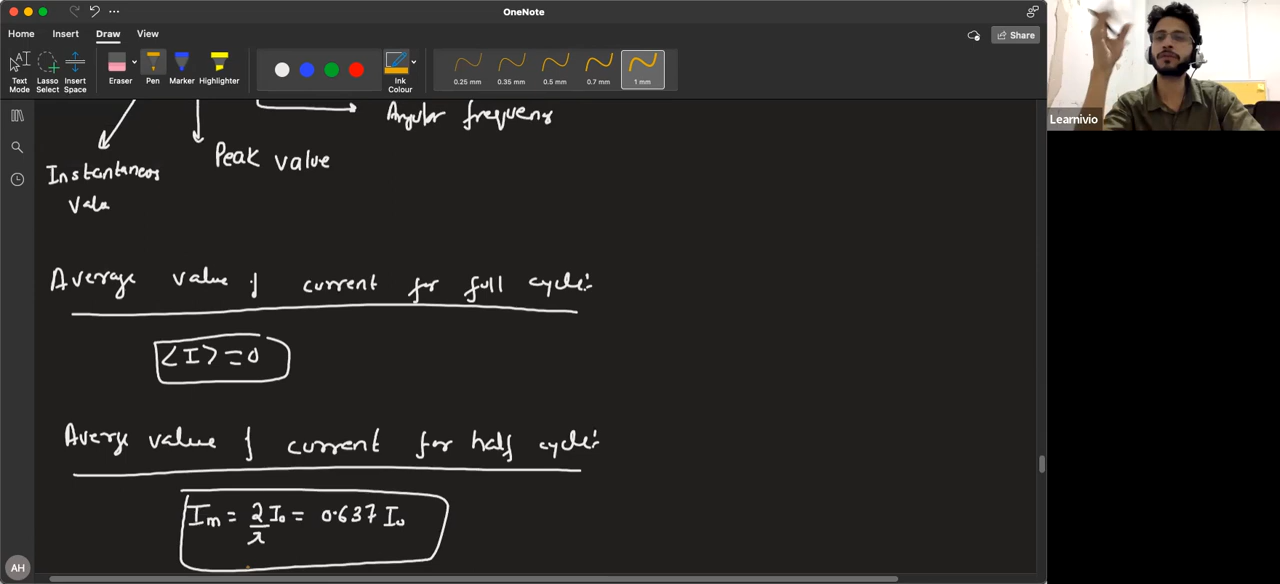 OneNote
Home Insert Draw View
Share
Text Mode
Lasso Select
Insert Space
Eraser
Pen
Marker
Highlighter
Ink Colour
0.25 mm
0.35 mm
0.5 mm
0.7 mm
1 mm
Learnivio
Angular frequency
Peak value
Instantaneos
Value
Average value of current for full cycle:
<I> = 0
Average value of current for half cycle:
Im = 2/π I₀ = 0.637 I₀
AH